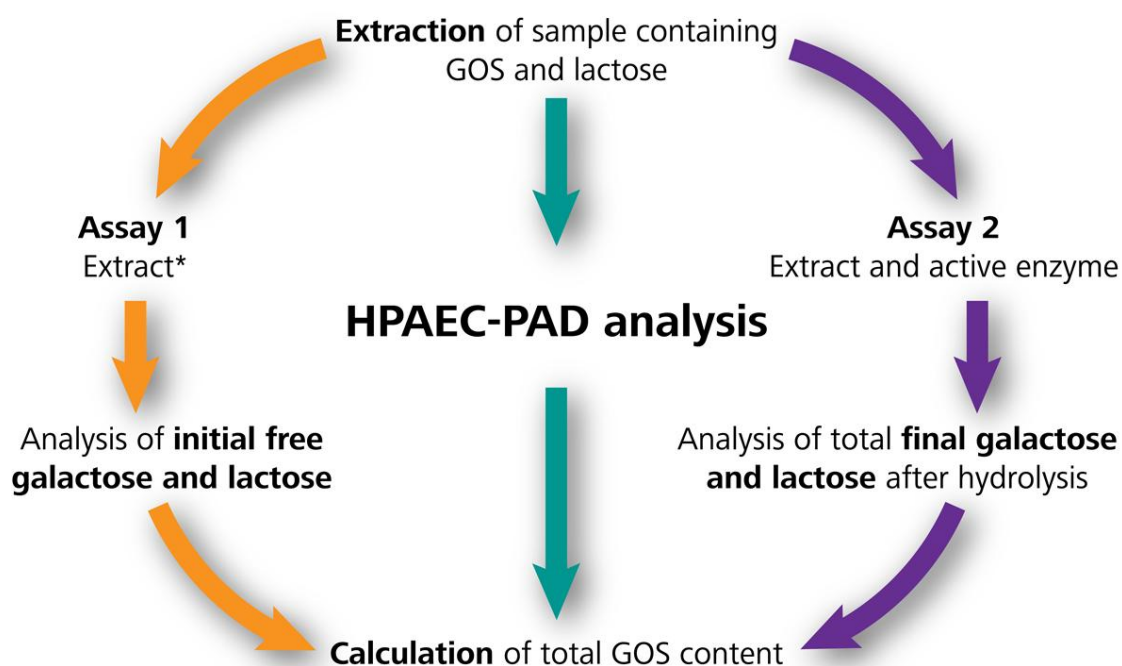 Extraction of sample containing
GOS and lactose
Assay 1
Extract*
Assay 2
Extract and active enzyme
HPAEC-PAD analysis
Analysis of initial free
galactose and lactose
Analysis of total final galactose
and lactose after hydrolysis
Calculation of total GOS content